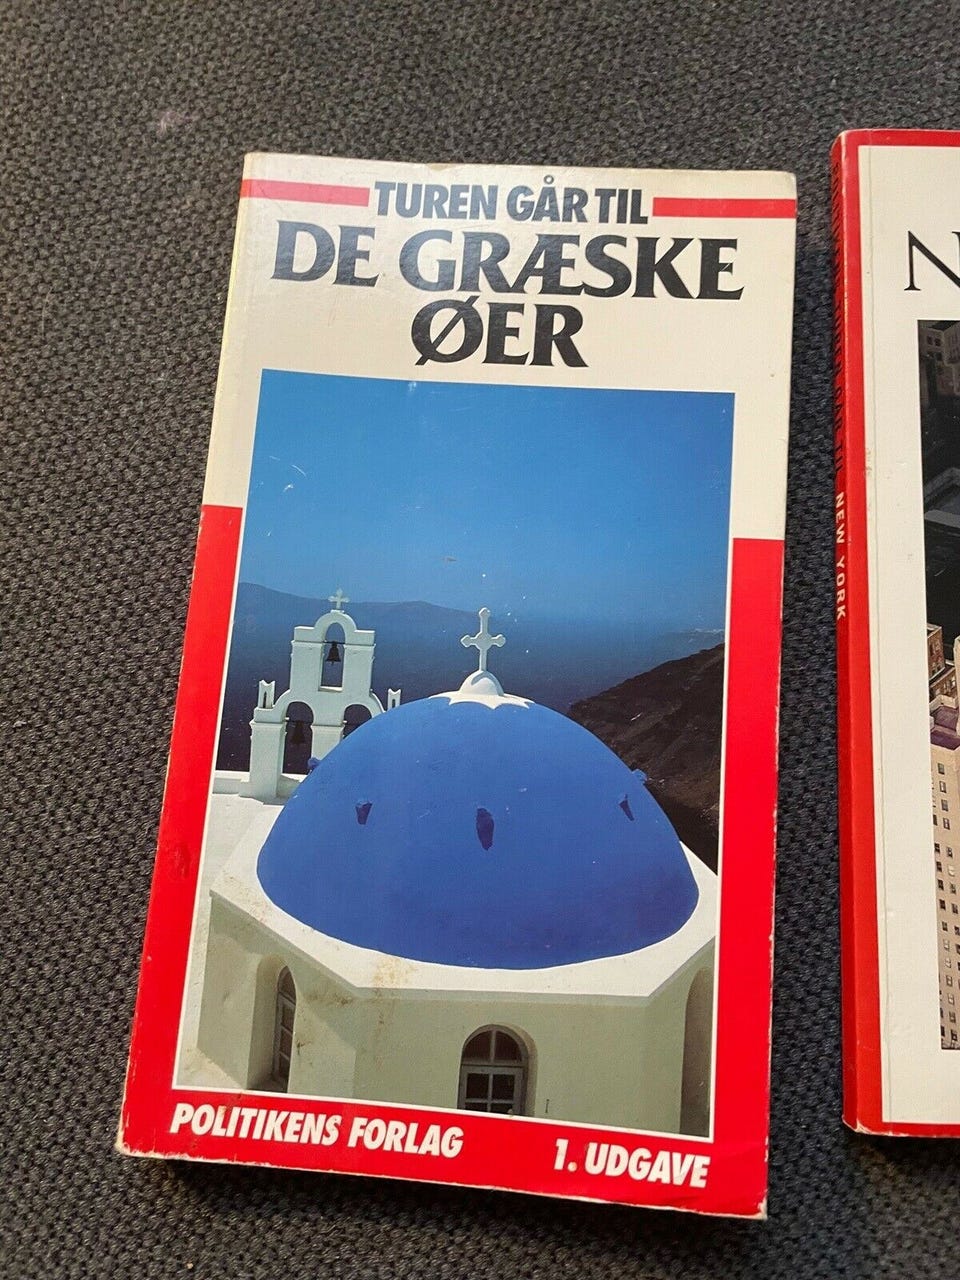 TUREN GÅR TIL
DE GRÆSKE
ØER
POLITIKENS FORLAG
1. UDGAVE
N
NEW YORK